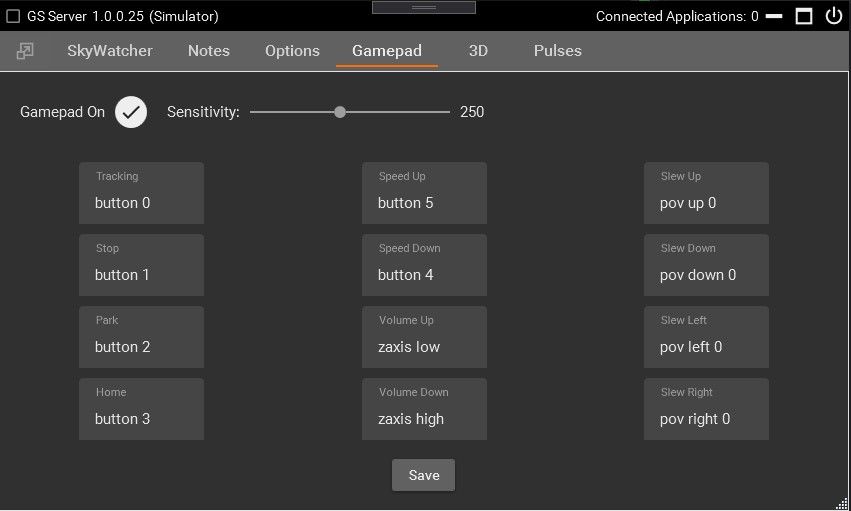 GS Server 1.0.0.25 (Simulator)
Connected Applications: 0
SkyWatcher Notes Options Gamepad 3D Pulses
Gamepad On Sensitivity: 250
Tracking
button 0
Speed Up
button 5
Slew Up
pov up 0
Stop
button 1
Speed Down
button 4
Slew Down
pov down 0
Park
button 2
Volume Up
zaxis low
Slew Left
pov left 0
Home
button 3
Volume Down
zaxis high
Slew Right
pov right 0
Save